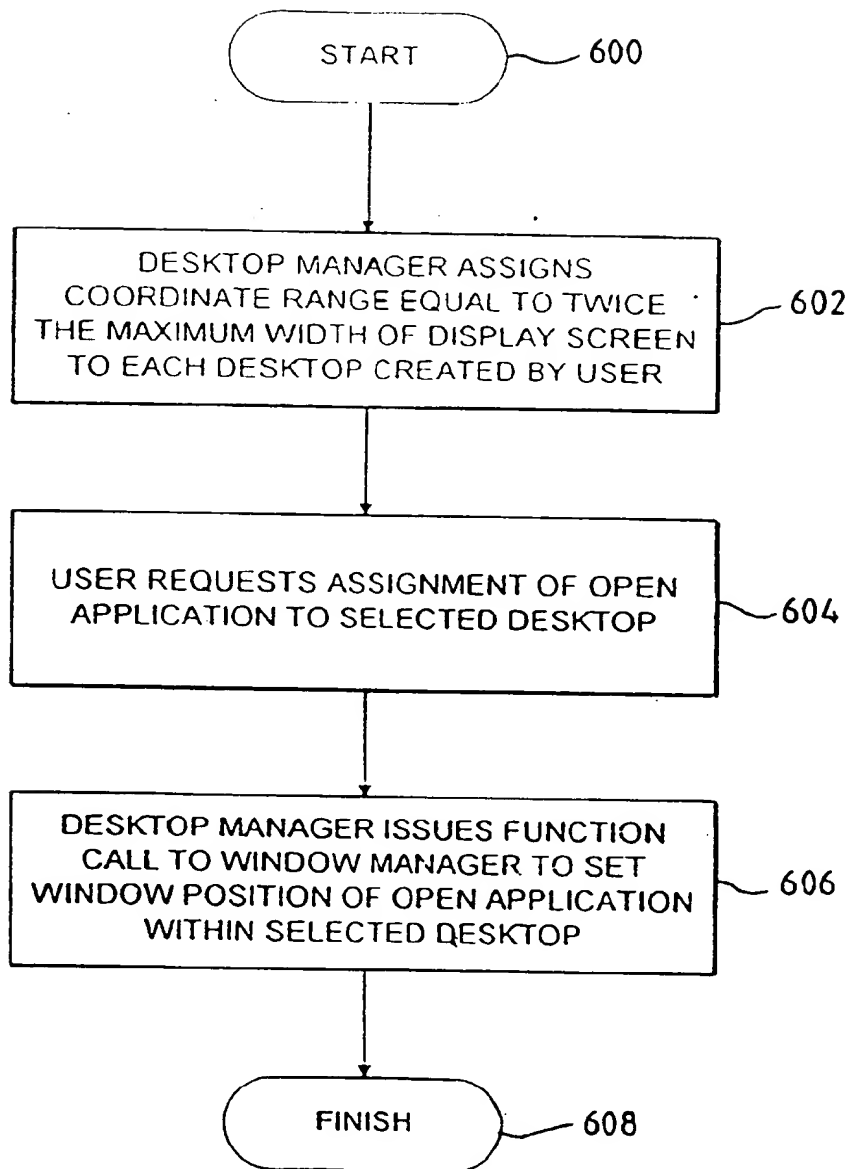 START
600
DESKTOP MANAGER ASSIGNS
COORDINATE RANGE EQUAL TO TWICE
THE MAXIMUM WIDTH OF DISPLAY SCREEN
TO EACH DESKTOP CREATED BY USER
602
USER REQUESTS ASSIGNMENT OF OPEN
APPLICATION TO SELECTED DESKTOP
604
DESKTOP MANAGER ISSUES FUNCTION
CALL TO WINDOW MANAGER TO SET
WINDOW POSITION OF OPEN APPLICATION
WITHIN SELECTED DESKTOP
606
FINISH
608